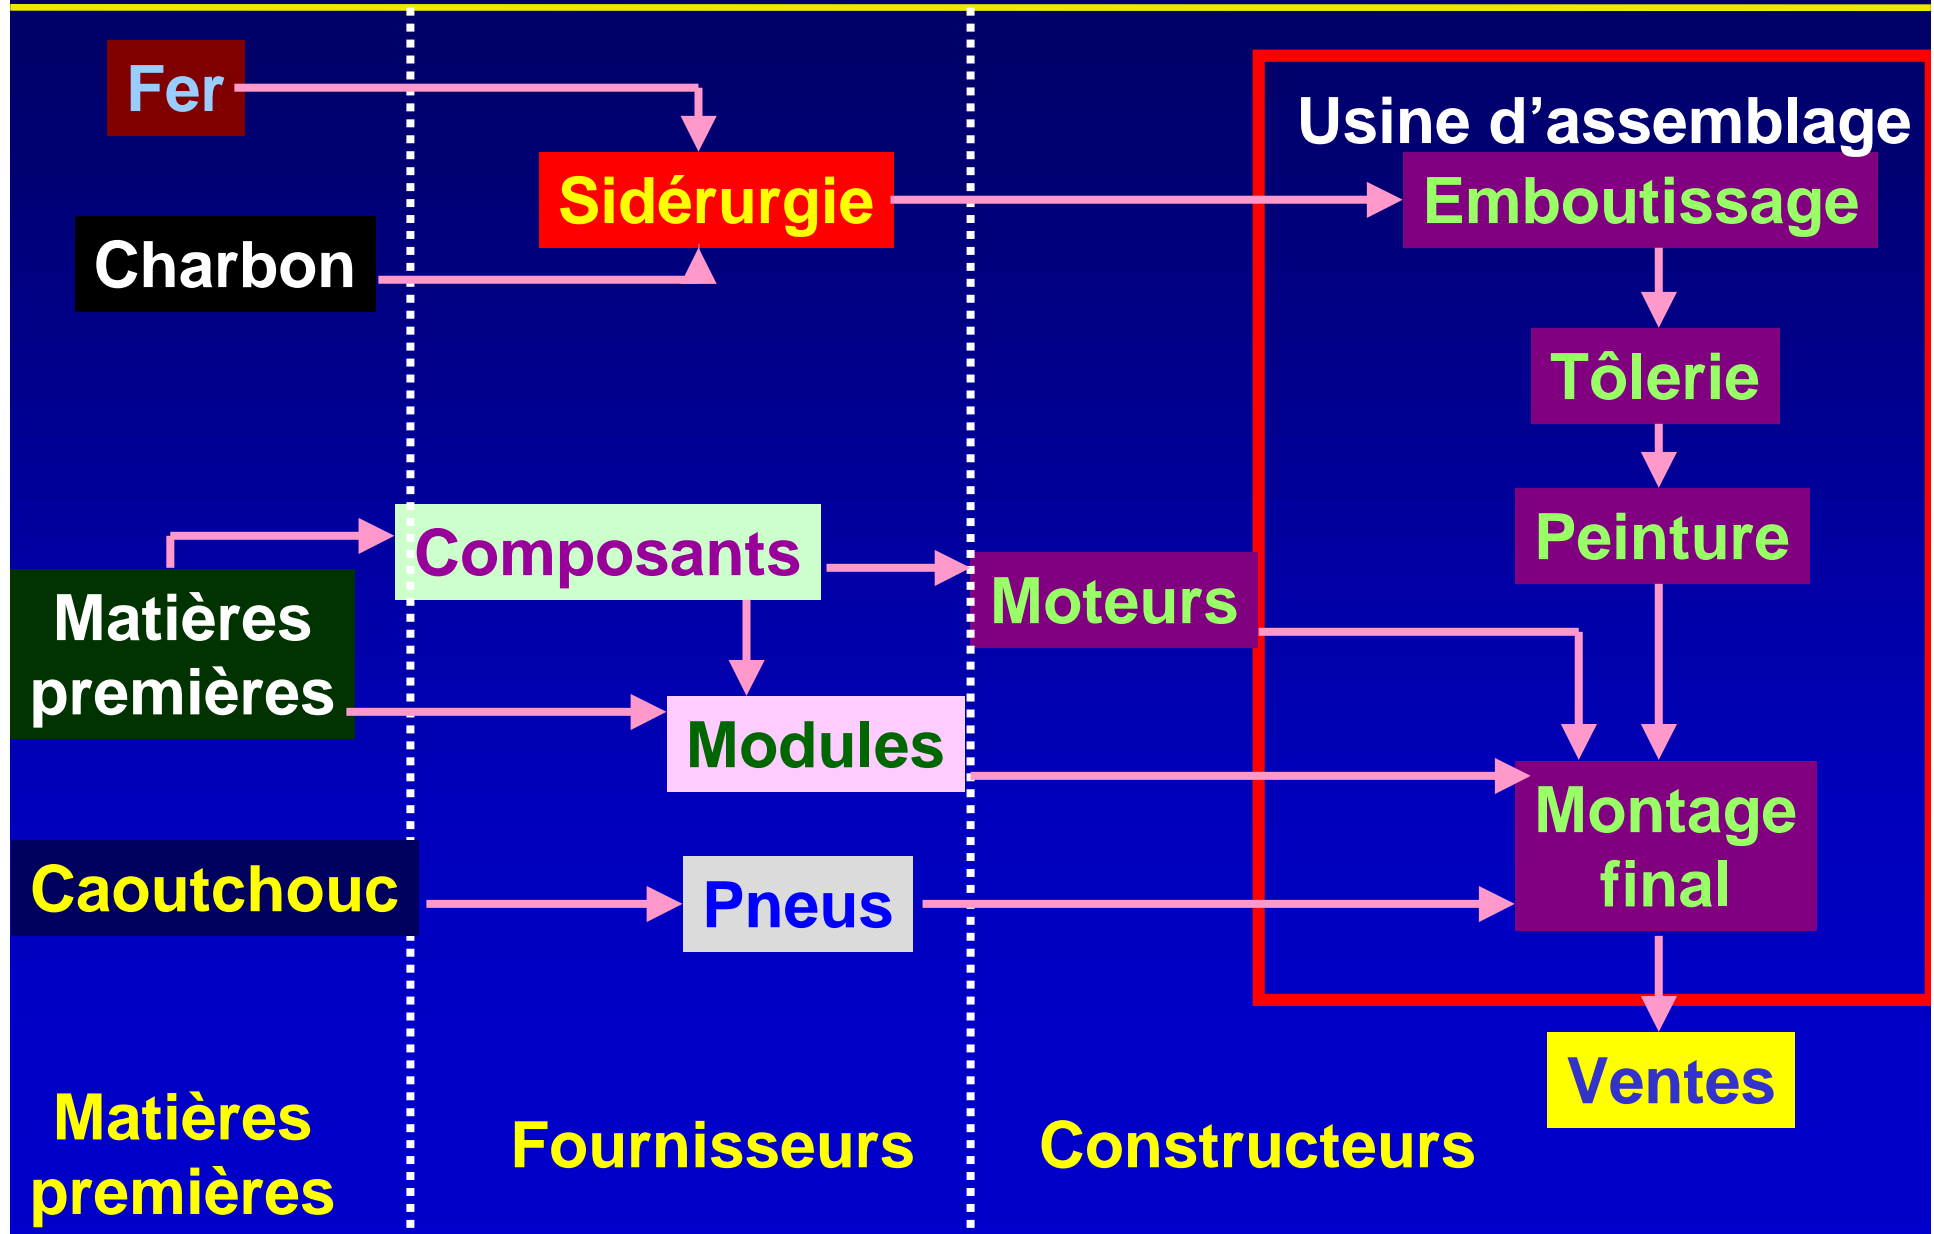 Fer
Usine d’assemblage
Sidérurgie
Emboutissage
Charbon
Tôlerie
Composants
Peinture
Moteurs
Matières
premières
Modules
Montage
final
Caoutchouc
Pneus
Ventes
Matières
premières
Fournisseurs
Constructeurs